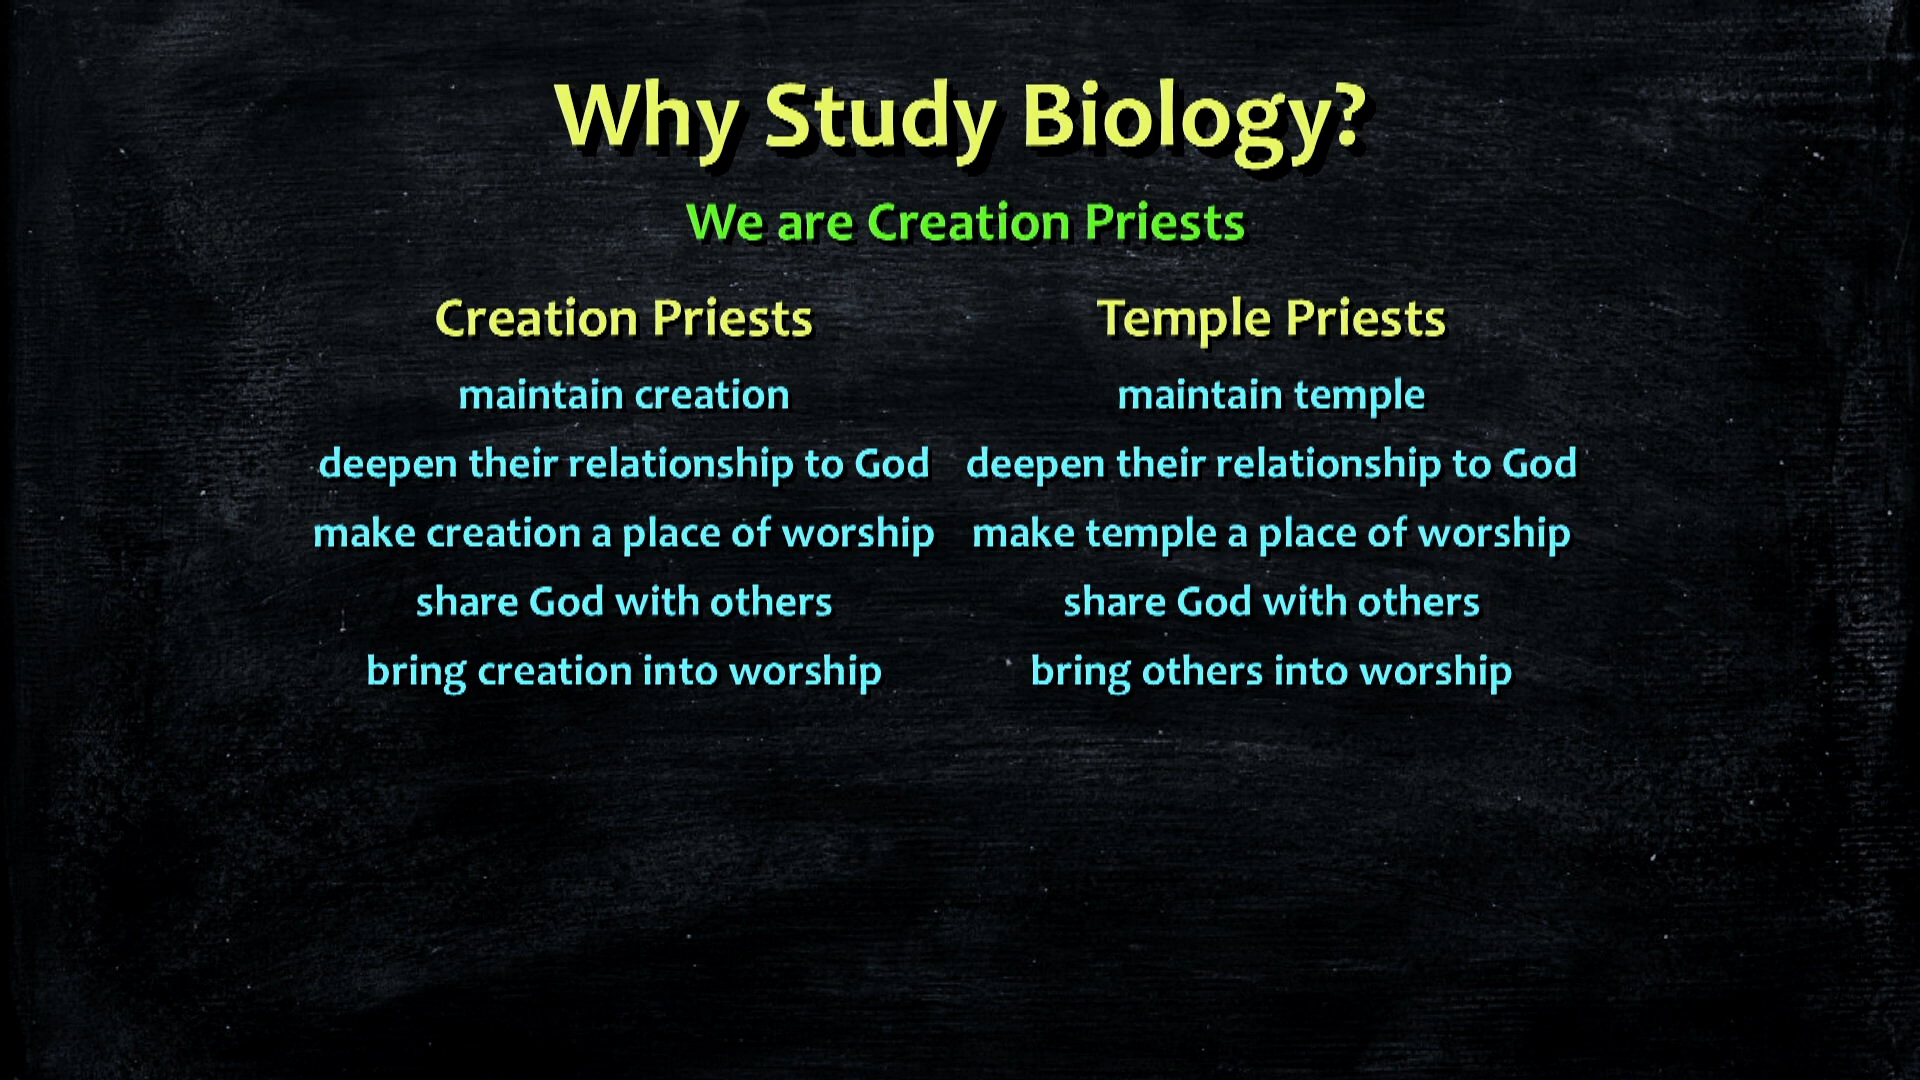 Why Study Biology?
We are Creation Priests
Creation Priests
Temple Priests
maintain creation
maintain temple
deepen their relationship to God
deepen their relationship to God
make creation a place of worship
make temple a place of worship
share God with others
share God with others
bring creation into worship
bring others into worship